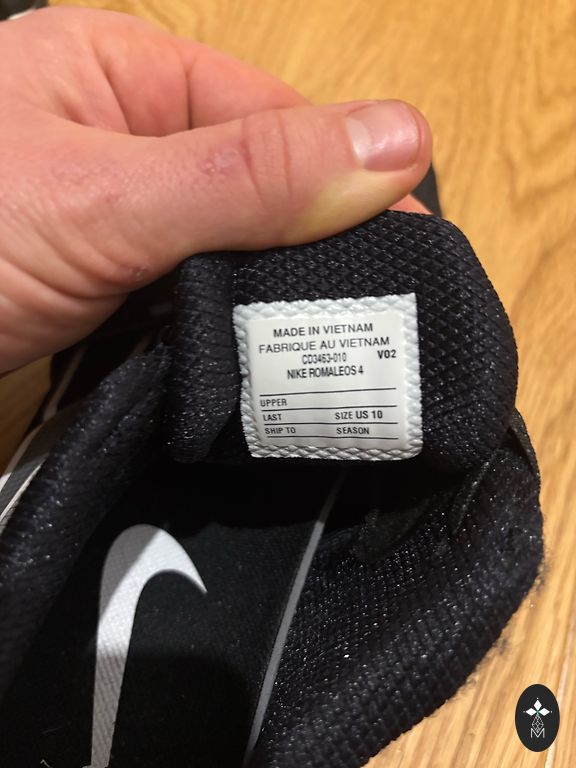 MADE IN VIETNAM
FABRIQUE AU VIETNAM
CD3463-010 V02
NIKE ROMALEOS 4
UPPER
LAST SIZE US 10
SHIP TO SEASON